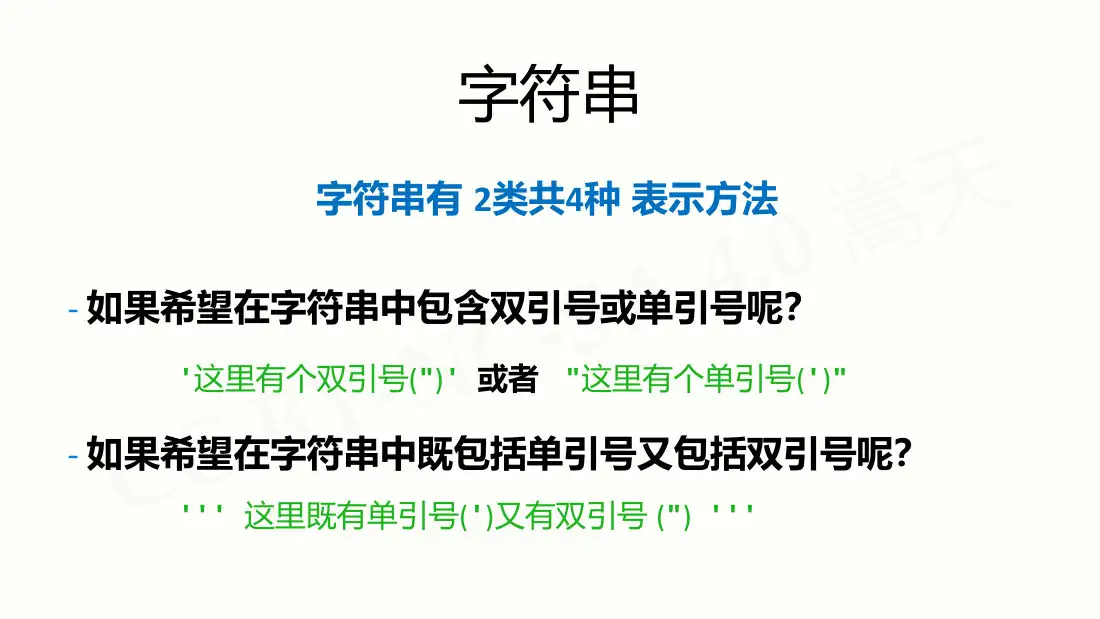 字符串
字符串有 2类共4种 表示方法
- 如果希望在字符串中包含双引号或单引号呢？
'这里有个双引号(")' 或者 "这里有个单引号(')"
- 如果希望在字符串中既包括单引号又包括双引号呢？
''' 这里既有单引号(')又有双引号 (") '''